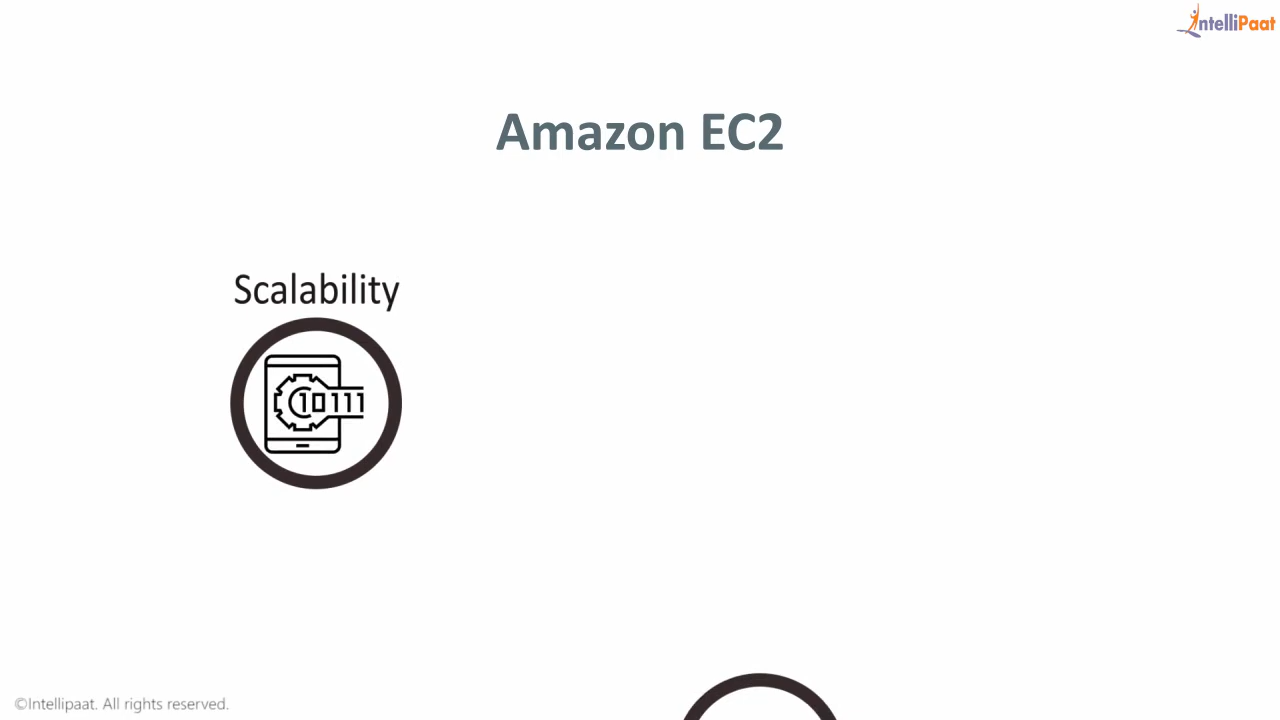 IntelliPaat
Amazon EC2
Scalability
10111
©Intellipaat. All rights reserved.